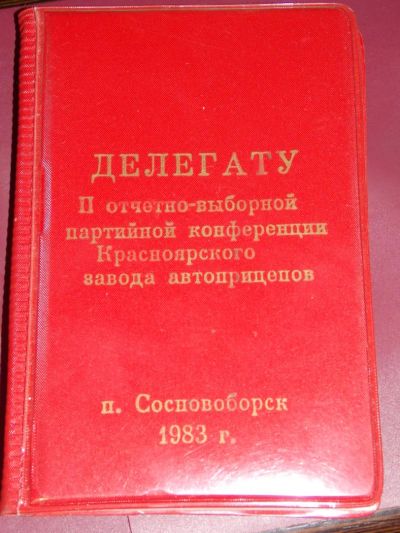 ДЕЛЕГАТУ
II отчетно-выборной
партийной конференции
Красноярского
завода автоприцепов
п. Сосновоборск
1983 г.